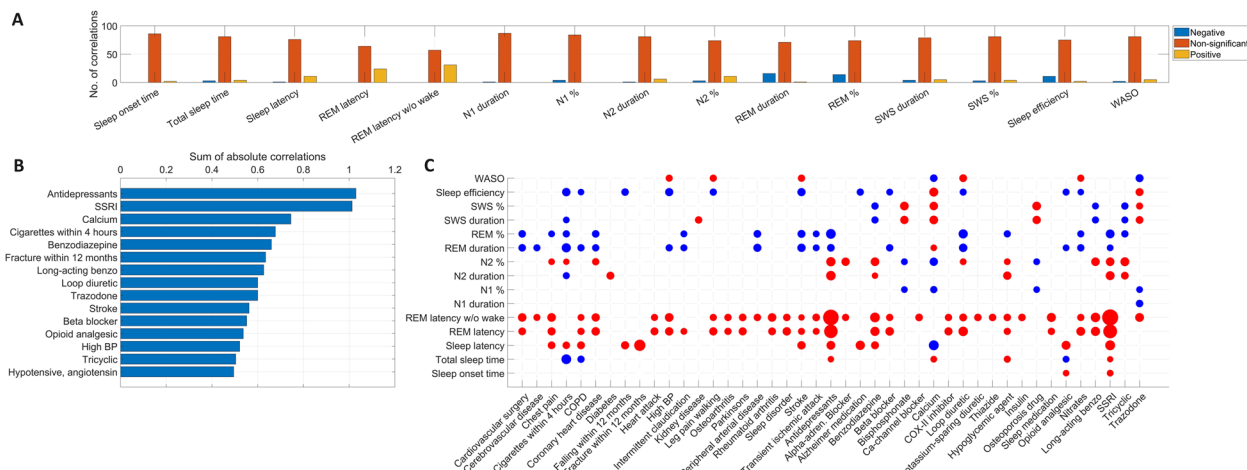 A
No. of correlations
100
50
0
Negative
Non-significant
Positive
Sleep onset time
Total sleep time
Sleep latency
REM latency
REM latency w/o wake
N1 duration
N1 %
N2 duration
N2 %
REM duration
REM %
SWS duration
SWS %
Sleep efficiency
WASO
B
Sum of absolute correlations
0 0.2 0.4 0.6 0.8 1 1.2
Antidepressants
SSRI
Calcium
Cigarettes within 4 hours
Benzodiazepine
Fracture within 12 months
Long-acting benzo
Loop diuretic
Trazodone
Stroke
Beta blocker
Opioid analgesic
High BP
Tricyclic
Hypotensive, angiotensin
C
WASO
Sleep efficiency
SWS %
SWS duration
REM %
REM duration
N2 %
N2 duration
N1 %
N1 duration
REM latency w/o wake
REM latency
Sleep latency
Total sleep time
Sleep onset time
Cardiovascular surgery
Cerebrovascular disease
Chest pain
Cigarettes within 4 hours
COPD
Coronary heart disease
Diabetes
Falling within 12 months
Fracture within 12 months
Heart attack
High BP
Intermittent claudication
Kidney disease
Leg pain walking
Osteoarthritis
Parkinsons
Peripheral arterial disease
Rheumatoid arthritis
Sleep disorder
Stroke
Transient ischemic attack
Antidepressants
Alpha-adren. Blocker
Alzheimer medication
Benzodiazepine
Beta blocker
Bisphosphonate
Ca-channel blocker
Calcium
COX-II inhibitor
Loop diuretic
Potassium-sparing diuretic
Thiazide
Hypoglycemic agent
Insulin
Osteoporosis drug
Sleep medication
Opioid analgesic
Nitrates
Long-acting benzo
SSRI
Tricyclic
Trazodone